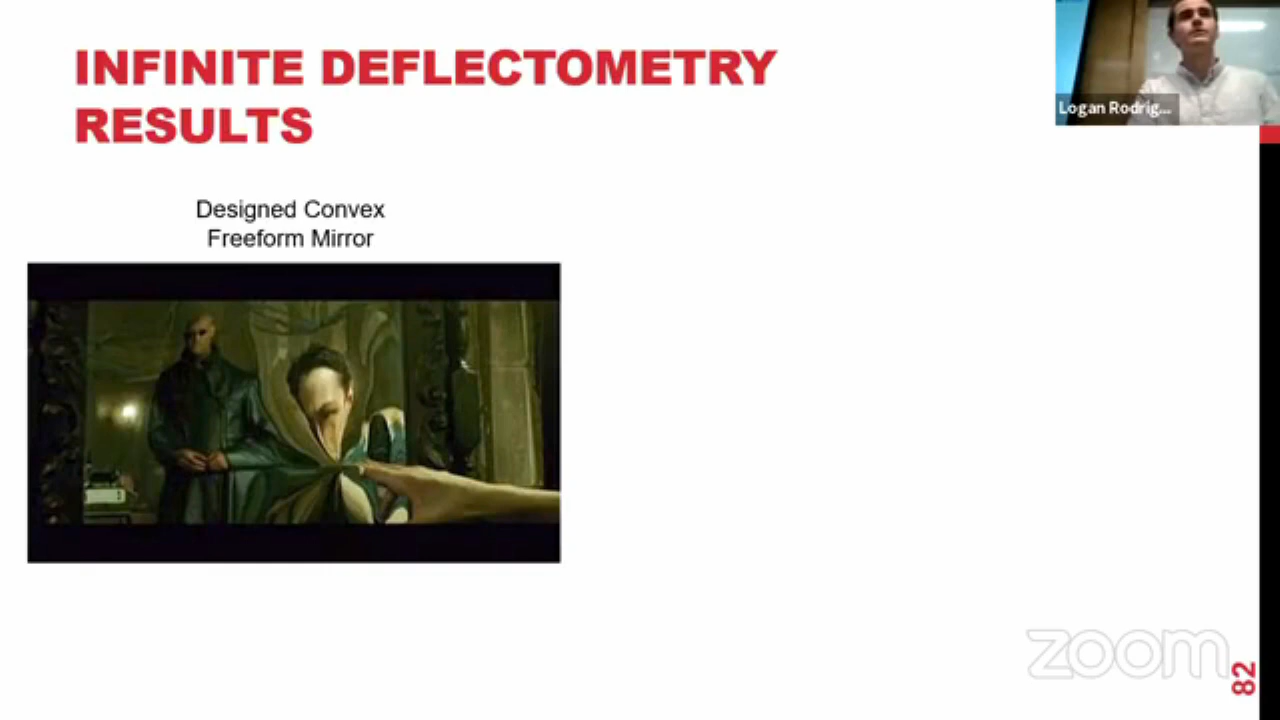 INFINITE DEFLECTOMETRY
RESULTS
Logan Rodrig...
Designed Convex
Freeform Mirror
zoom
82